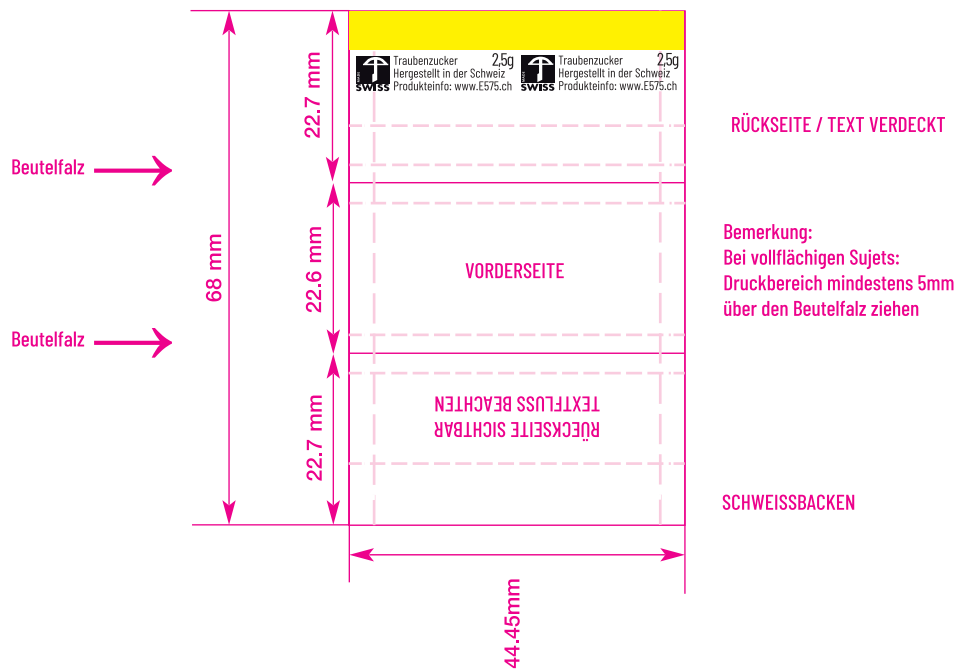 Traubenzucker 2,5g
Hergestellt in der Schweiz
SWISS Produkteinfo: www.E575.ch
Traubenzucker 2,5g
Hergestellt in der Schweiz
SWISS Produkteinfo: www.E575.ch
22.7 mm
RÜCKSEITE / TEXT VERDECKT
Beutelfalz
68 mm
22.6 mm
VORDERSEITE
Bemerkung:
Bei vollflächigen Sujets:
Druckbereich mindestens 5mm
über den Beutelfalz ziehen
Beutelfalz
22.7 mm
RÜECKSEITE SICHTBAR
TEXTFLUSS BEACHTEN
SCHWEISSBACKEN
44.45mm